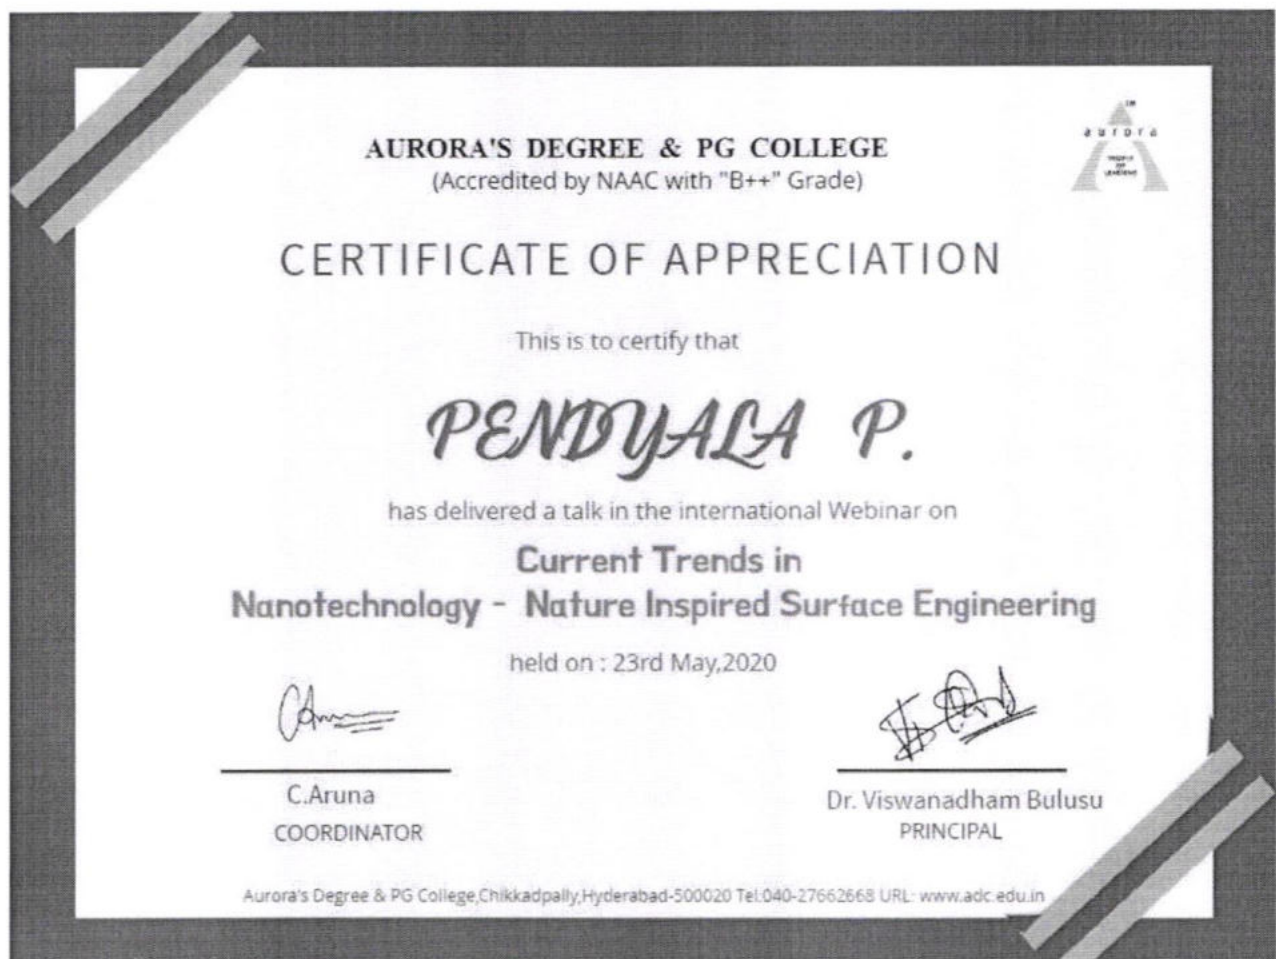 AURORA'S DEGREE & PG COLLEGE
(Accredited by NAAC with "B++" Grade)
aurora
CERTIFICATE OF APPRECIATION
This is to certify that
PENDYALA P.
has delivered a talk in the international Webinar on
Current Trends in
Nanotechnology - Nature Inspired Surface Engineering
held on : 23rd May,2020
C.Aruna
COORDINATOR
Dr. Viswanadham Bulusu
PRINCIPAL
Aurora's Degree & PG College,Chikkadpally,Hyderabad-500020 Tel:040-27662668 URL: www.adc.edu.in